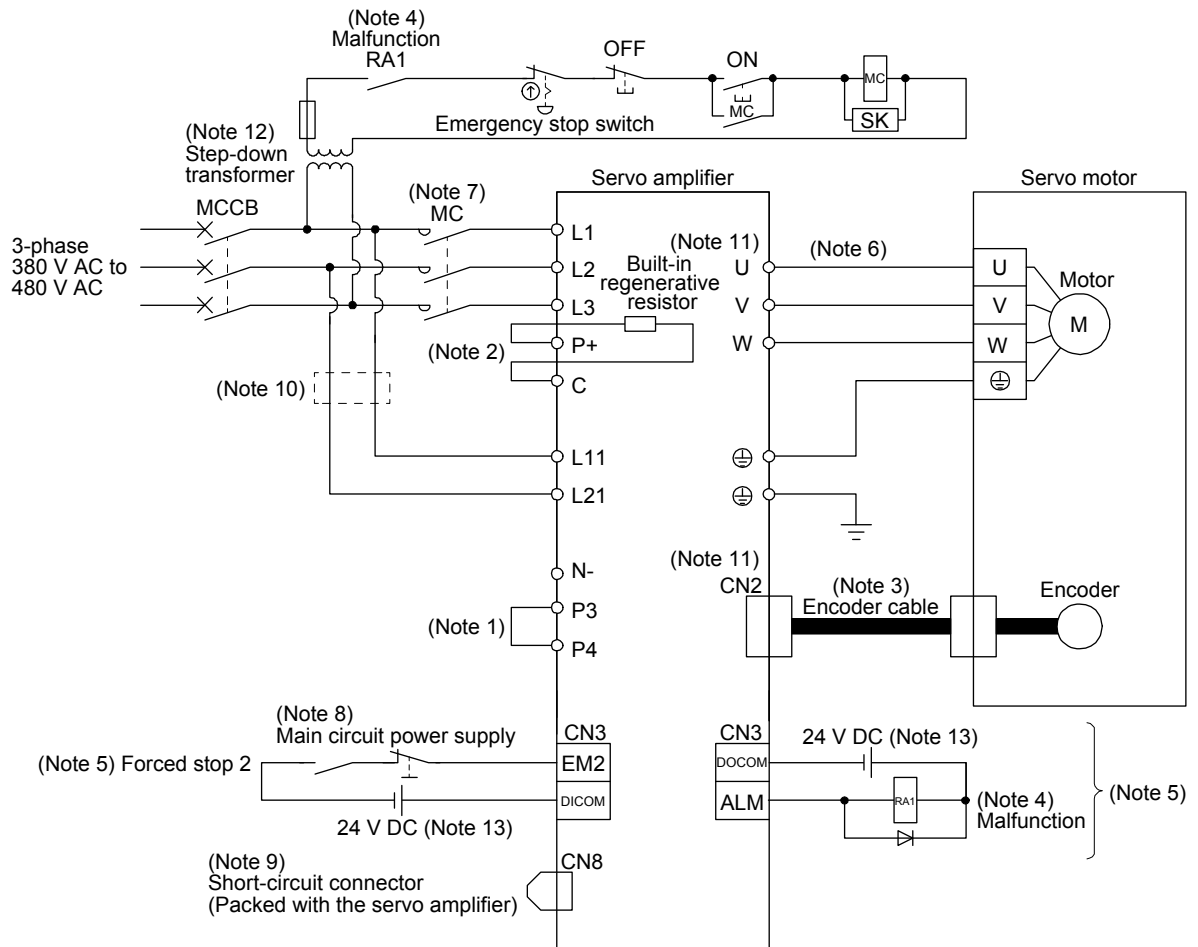 (Note 4)
Malfunction
RA1
OFF
ON
MC
MC
SK
Emergency stop switch
(Note 12)
Step-down
transformer
MCCB
(Note 7)
MC
Servo amplifier
Servo motor
3-phase
380 V AC to
480 V AC
L1
L2
L3
P+
C
(Note 2)
Built-in
regenerative
resistor
(Note 11)
U
V
W
(Note 6)
U
V
W
Motor
M
(Note 10)
L11
L21
N-
P3
P4
(Note 1)
(Note 11)
CN2
(Note 3)
Encoder cable
Encoder
(Note 8)
Main circuit power supply
(Note 5) Forced stop 2
24 V DC (Note 13)
CN3
EM2
DICOM
CN3
DOCOM
ALM
24 V DC (Note 13)
RA1
(Note 4)
Malfunction
(Note 5)
(Note 9)
Short-circuit connector
(Packed with the servo amplifier)
CN8